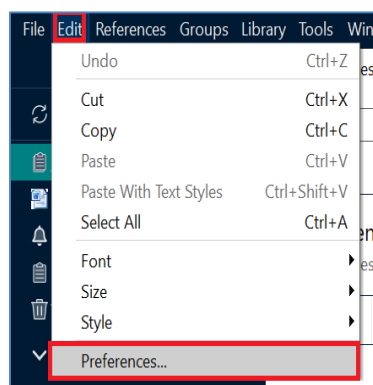 File Edit References Groups Library Tools
Undo Ctrl+Z
Cut Ctrl+X
Copy Ctrl+C
Paste Ctrl+V
Paste With Text Styles Ctrl+Shift+V
Select All Ctrl+A
Font
Size
Style
Preferences...